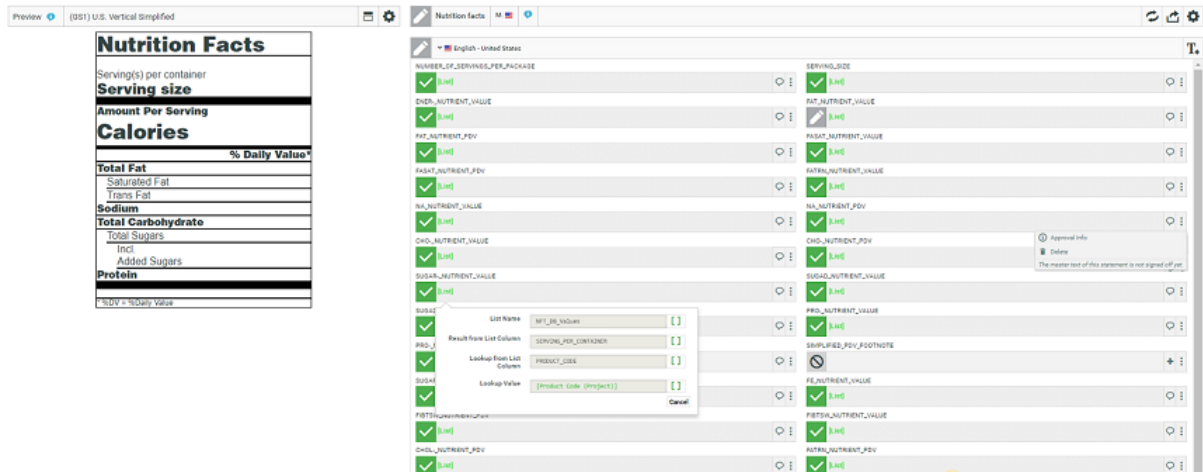 Preview (GS1) U.S. Vertical Simplified
Nutrition Facts
Serving(s) per container
Serving size
Amount Per Serving
Calories
% Daily Value*
Total Fat
Saturated Fat
Trans Fat
Sodium
Total Carbohydrate
Total Sugars
Incl.
Added Sugars
Protein
* %DV = %Daily Value
Nutrition facts M:
English - United States
NUMBER_OF_SERVINGS_PER_PACKAGE SERVING_SIZE
[List] [List]
ENER-_NUTRIENT_VALUE FAT_NUTRIENT_VALUE
[List] [List]
FAT_NUTRIENT_PDV FASAT_NUTRIENT_VALUE
[List] [List]
FASAT_NUTRIENT_PDV FATRN_NUTRIENT_VALUE
[List] [List]
NA_NUTRIENT_VALUE NA_NUTRIENT_PDV
[List] [List]
CHO-_NUTRIENT_VALUE CHO-_NUTRIENT_PDV
[List] [List]
Approval Info
Delete
The master text of this statement is not signed off yet.
SUGAR-_NUTRIENT_VALUE SUGAD_NUTRIENT_VALUE
[List] [List]
SUGAD PRO-_NUTRIENT_VALUE
[List]
PRO- SIMPLIFIED_PDV_FOOTNOTE
SUGAR FE_NUTRIENT_VALUE
[List]
List Name NFT_DB_Values [ ]
Result from List Column SERVING_PER_CONTAINER [ ]
Lookup from List
Column PRODUCT_CODE [ ]
Lookup Value [Product Code (Project)] [ ]
Cancel
FIBTSW_NUTRIENT_PDV FIBTSW_NUTRIENT_VALUE
[List] [List]
CHOL-_NUTRIENT_PDV FATRN_NUTRIENT_PDV
[List] [List]